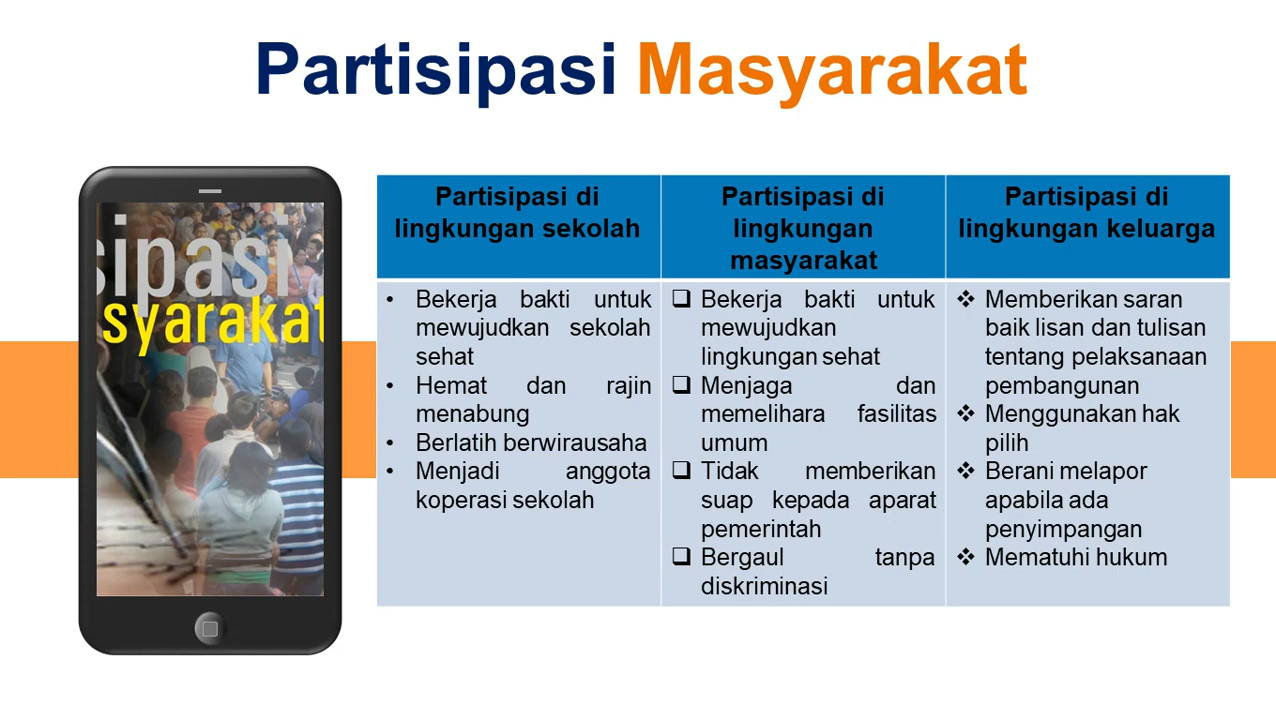 Partisipasi Masyarakat
sipasi
syarakat
Partisipasi di
lingkungan sekolah
Partisipasi di
lingkungan
masyarakat
Partisipasi di
lingkungan keluarga
• Bekerja bakti untuk
mewujudkan sekolah
sehat
• Hemat dan rajin
menabung
• Berlatih berwirausaha
• Menjadi anggota
koperasi sekolah
❑ Bekerja bakti untuk
mewujudkan
lingkungan sehat
❑ Menjaga dan
memelihara fasilitas
umum
❑ Tidak memberikan
suap kepada aparat
pemerintah
❑ Bergaul tanpa
diskriminasi
❖ Memberikan saran
baik lisan dan tulisan
tentang pelaksanaan
pembangunan
❖ Menggunakan hak
pilih
❖ Berani melapor
apabila ada
penyimpangan
❖ Mematuhi hukum